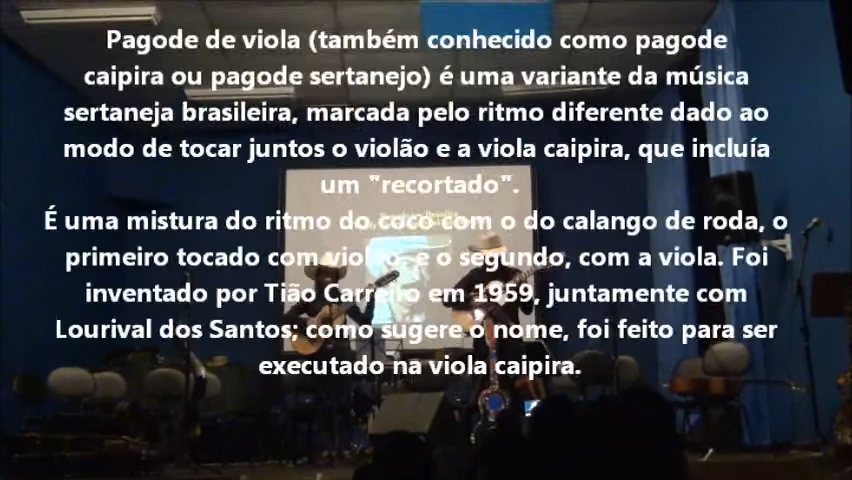 Pagode de viola (também conhecido como pagode
caipira ou pagode sertanejo) é uma variante da música
sertaneja brasileira, marcada pelo ritmo diferente dado ao
modo de tocar juntos o violão e a viola caipira, que incluía
um "recortado".
É uma mistura do ritmo do coco com o do calango de roda, o
primeiro tocado com violão, e o segundo, com a viola. Foi
inventado por Tião Carreiro em 1959, juntamente com
Lourival dos Santos; como sugere o nome, foi feito para ser
executado na viola caipira.